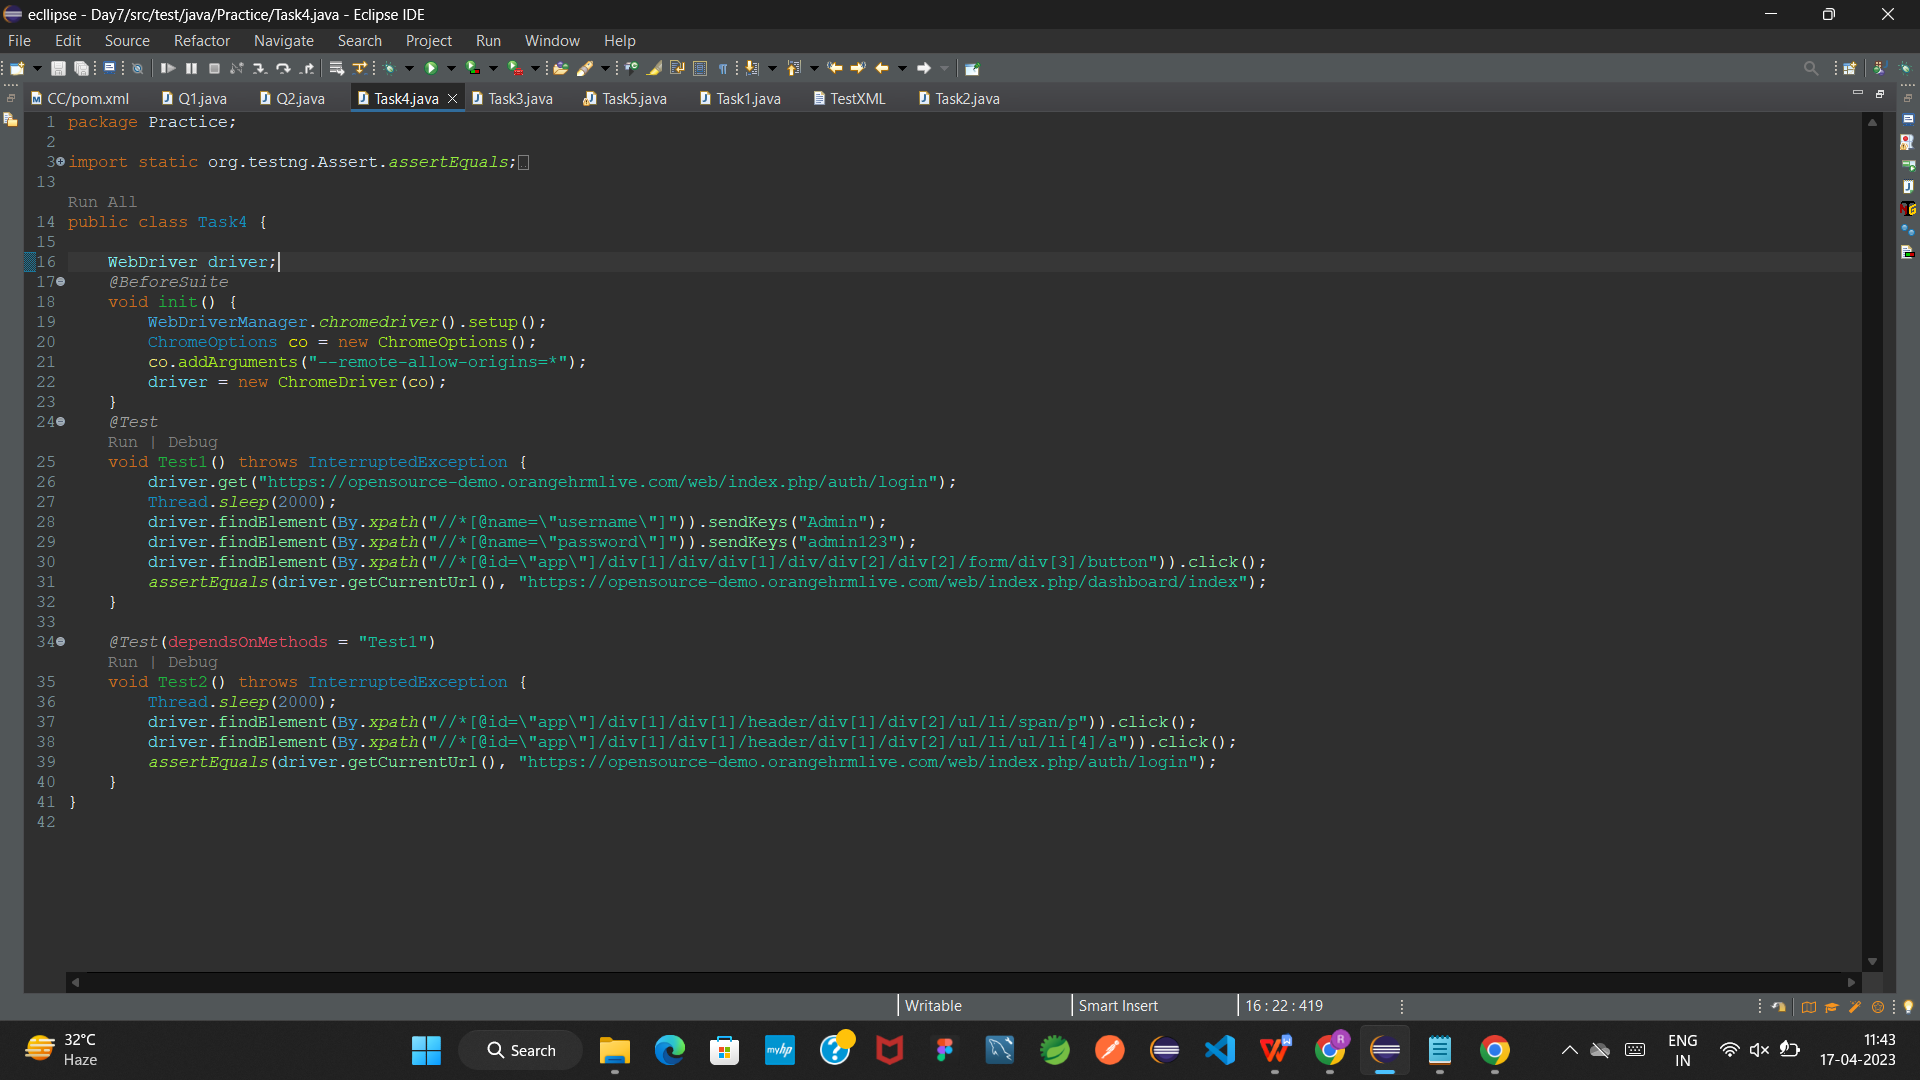 ecllipse - Day7/src/test/java/Practice/Task4.java - Eclipse IDE
File Edit Source Refactor Navigate Search Project Run Window Help
CC/pom.xml Q1.java Q2.java Task4.java Task3.java Task5.java Task1.java TestXML Task2.java
1 package Practice;
2
3 import static org.testng.Assert.assertEquals;
13
Run All
14 public class Task4 {
15
16 WebDriver driver;
17 @BeforeSuite
18 void init() {
19 WebDriverManager.chromedriver().setup();
20 ChromeOptions co = new ChromeOptions();
21 co.addArguments("--remote-allow-origins=*");
22 driver = new ChromeDriver(co);
23 }
24 @Test
Run | Debug
25 void Test1() throws InterruptedException {
26 driver.get("https://opensource-demo.orangehrmlive.com/web/index.php/auth/login");
27 Thread.sleep(2000);
28 driver.findElement(By.xpath("//*[@name=\"username\"]")).sendKeys("Admin");
29 driver.findElement(By.xpath("//*[@name=\"password\"]")).sendKeys("admin123");
30 driver.findElement(By.xpath("//*[@id=\"app\"]/div[1]/div/div[1]/div/div[2]/div[2]/form/div[3]/button")).click();
31 assertEquals(driver.getCurrentUrl(), "https://opensource-demo.orangehrmlive.com/web/index.php/dashboard/index");
32 }
33
34 @Test(dependsOnMethods = "Test1")
Run | Debug
35 void Test2() throws InterruptedException {
36 Thread.sleep(2000);
37 driver.findElement(By.xpath("//*[@id=\"app\"]/div[1]/div[1]/header/div[1]/div[2]/ul/li/span/p")).click();
38 driver.findElement(By.xpath("//*[@id=\"app\"]/div[1]/div[1]/header/div[1]/div[2]/ul/li/ul/li[4]/a")).click();
39 assertEquals(driver.getCurrentUrl(), "https://opensource-demo.orangehrmlive.com/web/index.php/auth/login");
40 }
41 }
42
Writable Smart Insert 16 : 22 : 419
32°C
Haze
Search
myhp
R
ENG
IN
11:43
17-04-2023